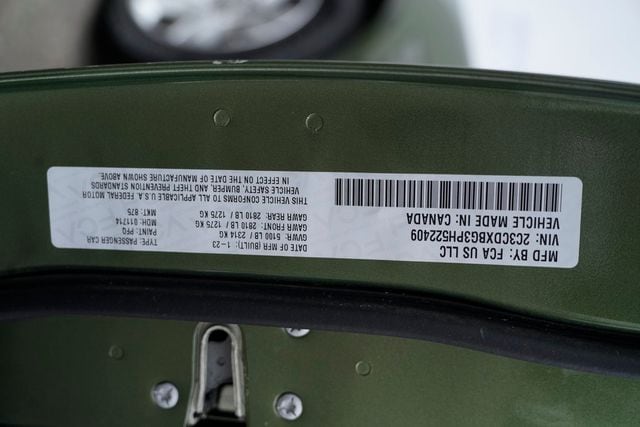 MFD BY: FCA US LLC
VIN: 2C3CDXBG3PH522409
VEHICLE MADE IN: CANADA
DATE OF MFR (BUILT): 1-23
GVWR: 5100 LB / 2314 KG
GAWR FRONT: 2810 LB / 1275 KG
GAWR REAR: 2810 LB / 1275 KG
TYPE: PASSENGER CAR
PAINT: PFQ
MDH: 011714
MKT: 875
THIS VEHICLE CONFORMS TO ALL APPLICABLE U.S.A. FEDERAL MOTOR
VEHICLE SAFETY, BUMPER, AND THEFT PREVENTION STANDARDS
IN EFFECT ON THE DATE OF MANUFACTURE SHOWN ABOVE.